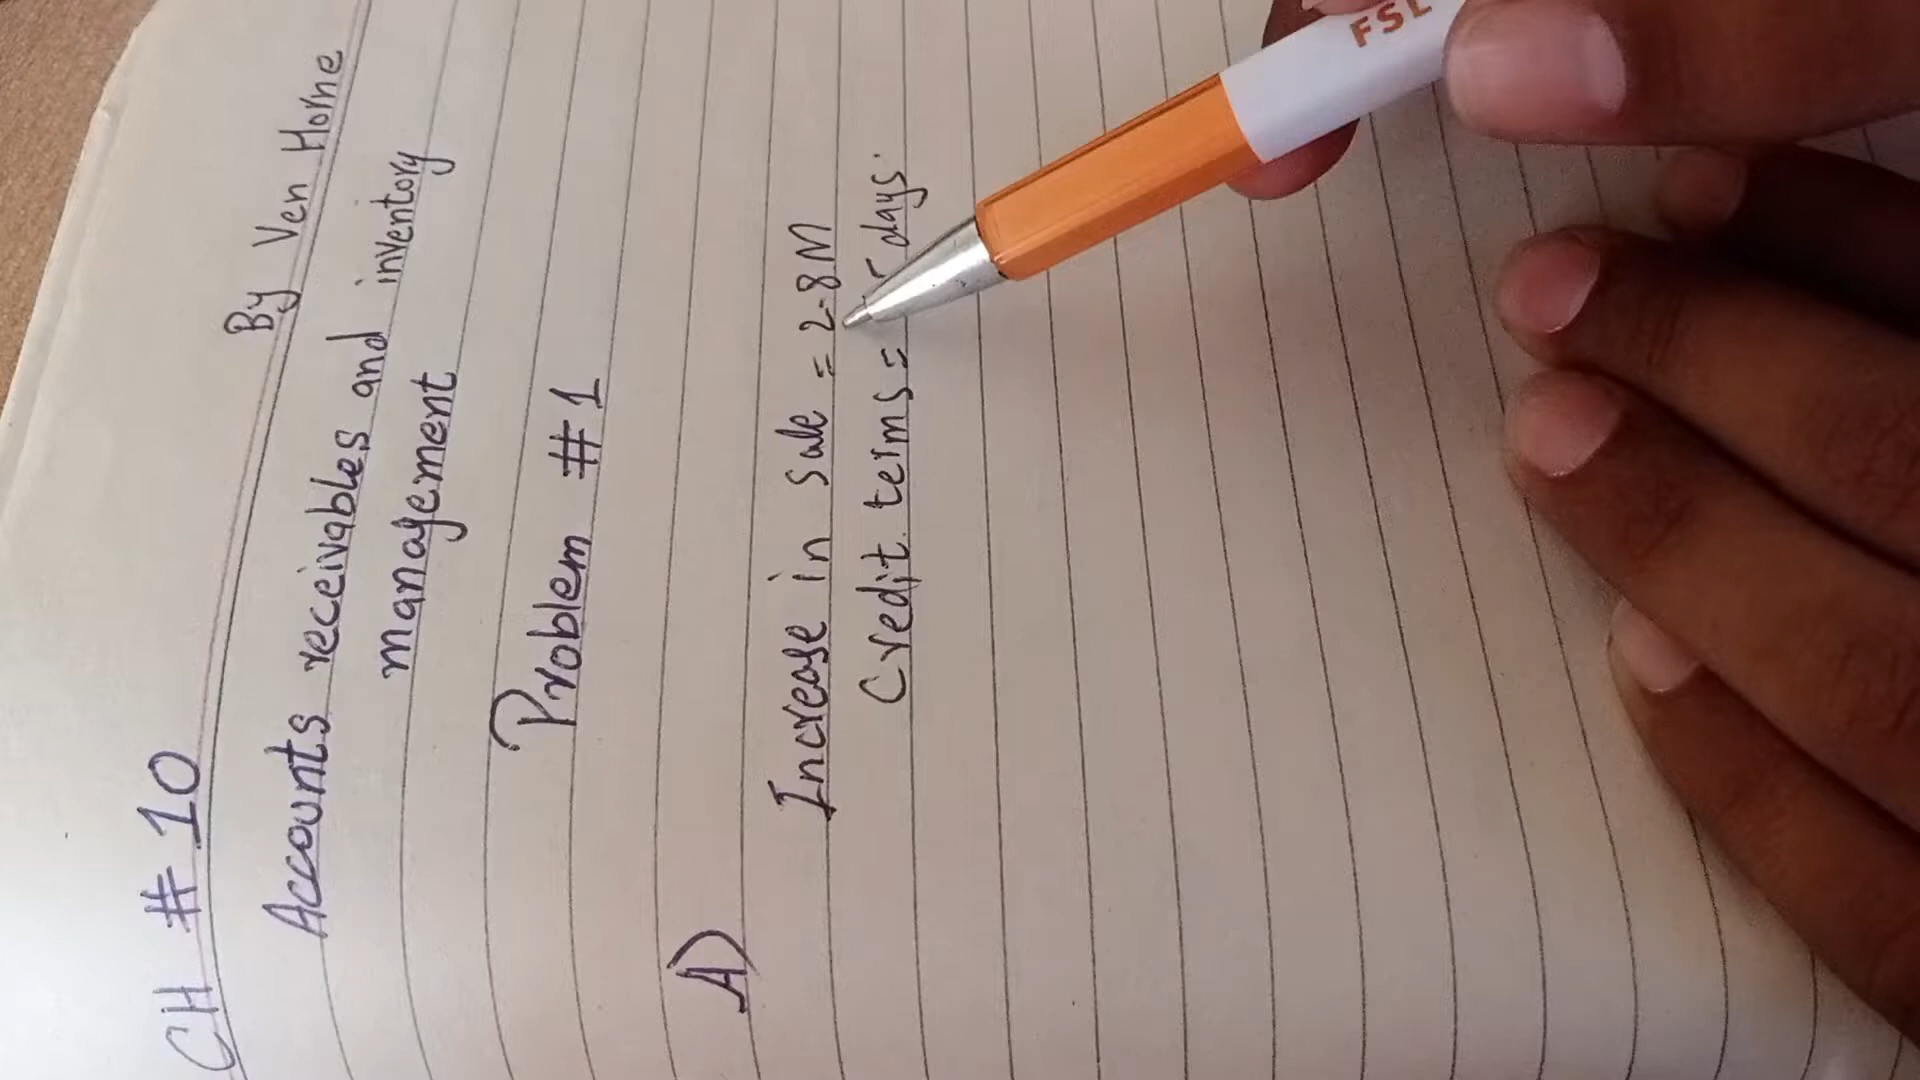 CH # 10
By Ven Horne
Accounts receivables and inventory
management
Problem # 1
A)
Increase in sale = 2.8M
Credit terms = days.
FSL